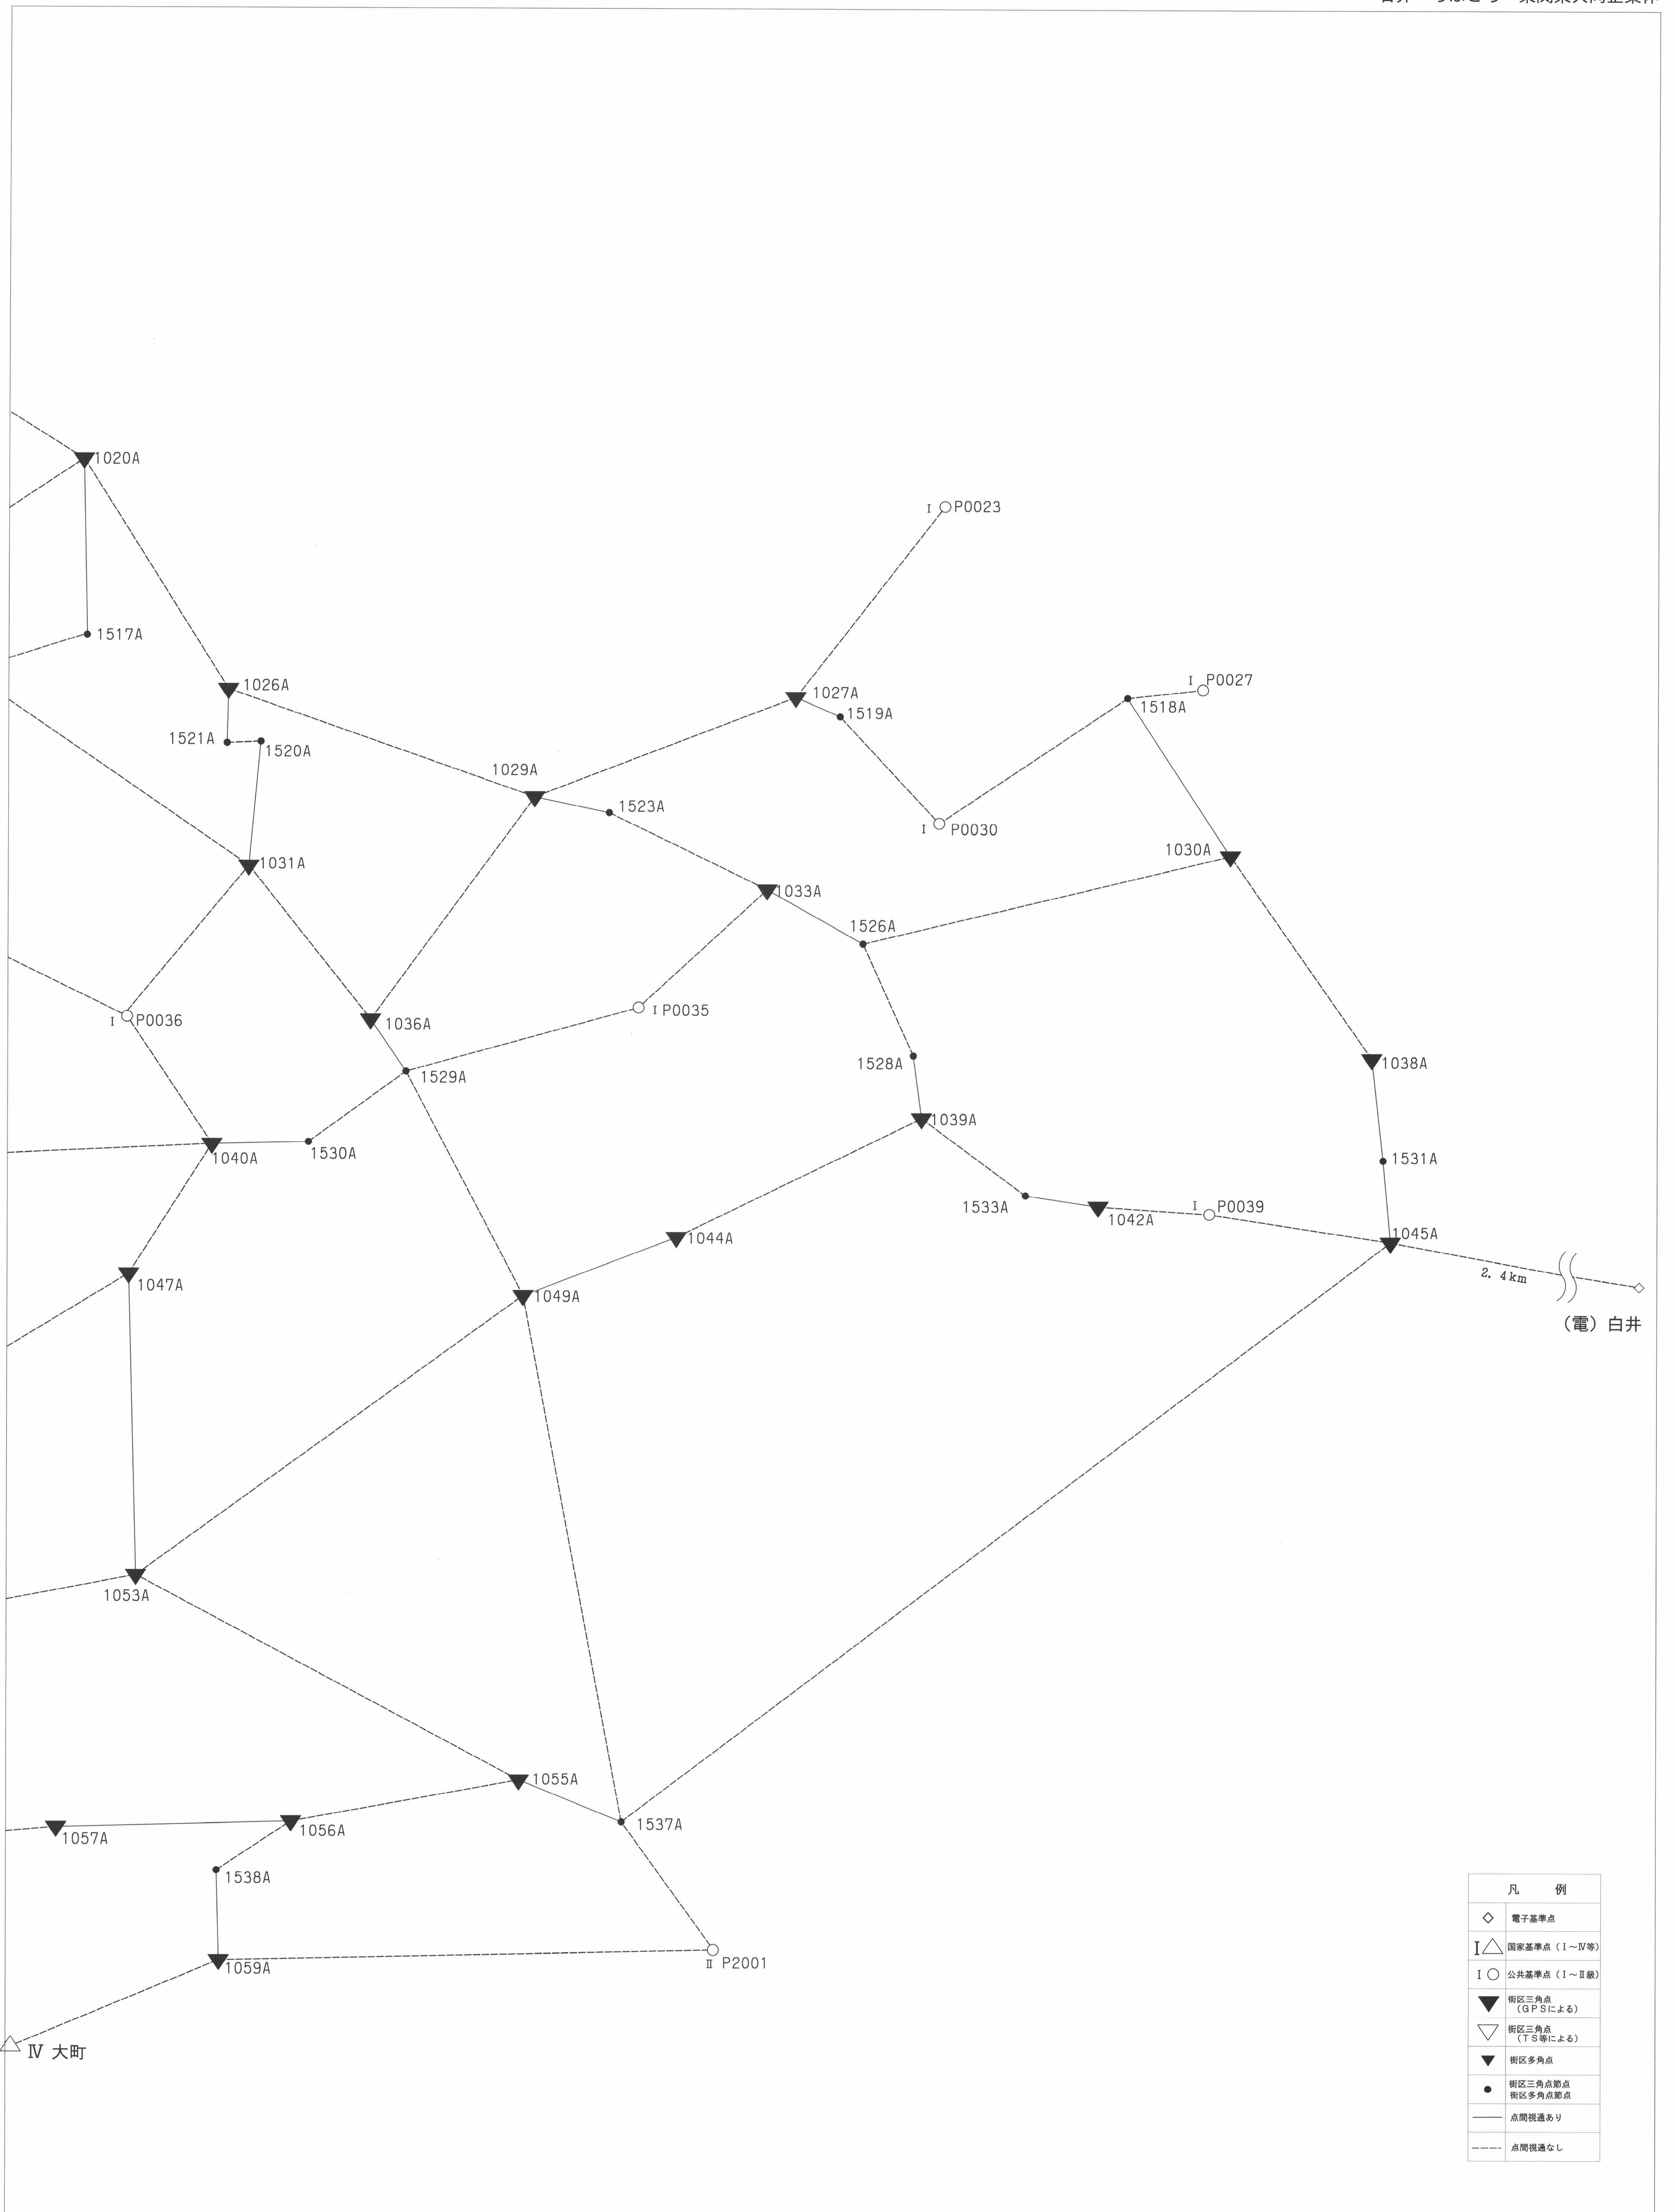 1020A
I P0023
1517A
1026A
1027A
I P0027
1519A
1518A
1521A
1520A
1029A
1523A
I P0030
1030A
1031A
1033A
1526A
I P0036
1036A
I P0035
1528A
1038A
1529A
1039A
1040A
1530A
1531A
1533A
1042A
I P0039
1045A
1044A
1047A
2.4km
1049A
(電) 白井
1053A
1055A
1057A
1056A
1537A
1538A
1059A
Ⅱ P2001
Ⅳ 大町
凡 例
電子基準点
I 国家基準点 (Ⅰ~Ⅳ等)
I 公共基準点 (Ⅰ~Ⅱ級)
街区三角点
(GPSによる)
街区三角点
(TS等による)
街区多角点
街区三角点節点
街区多角点節点
点間視通あり
点間視通なし